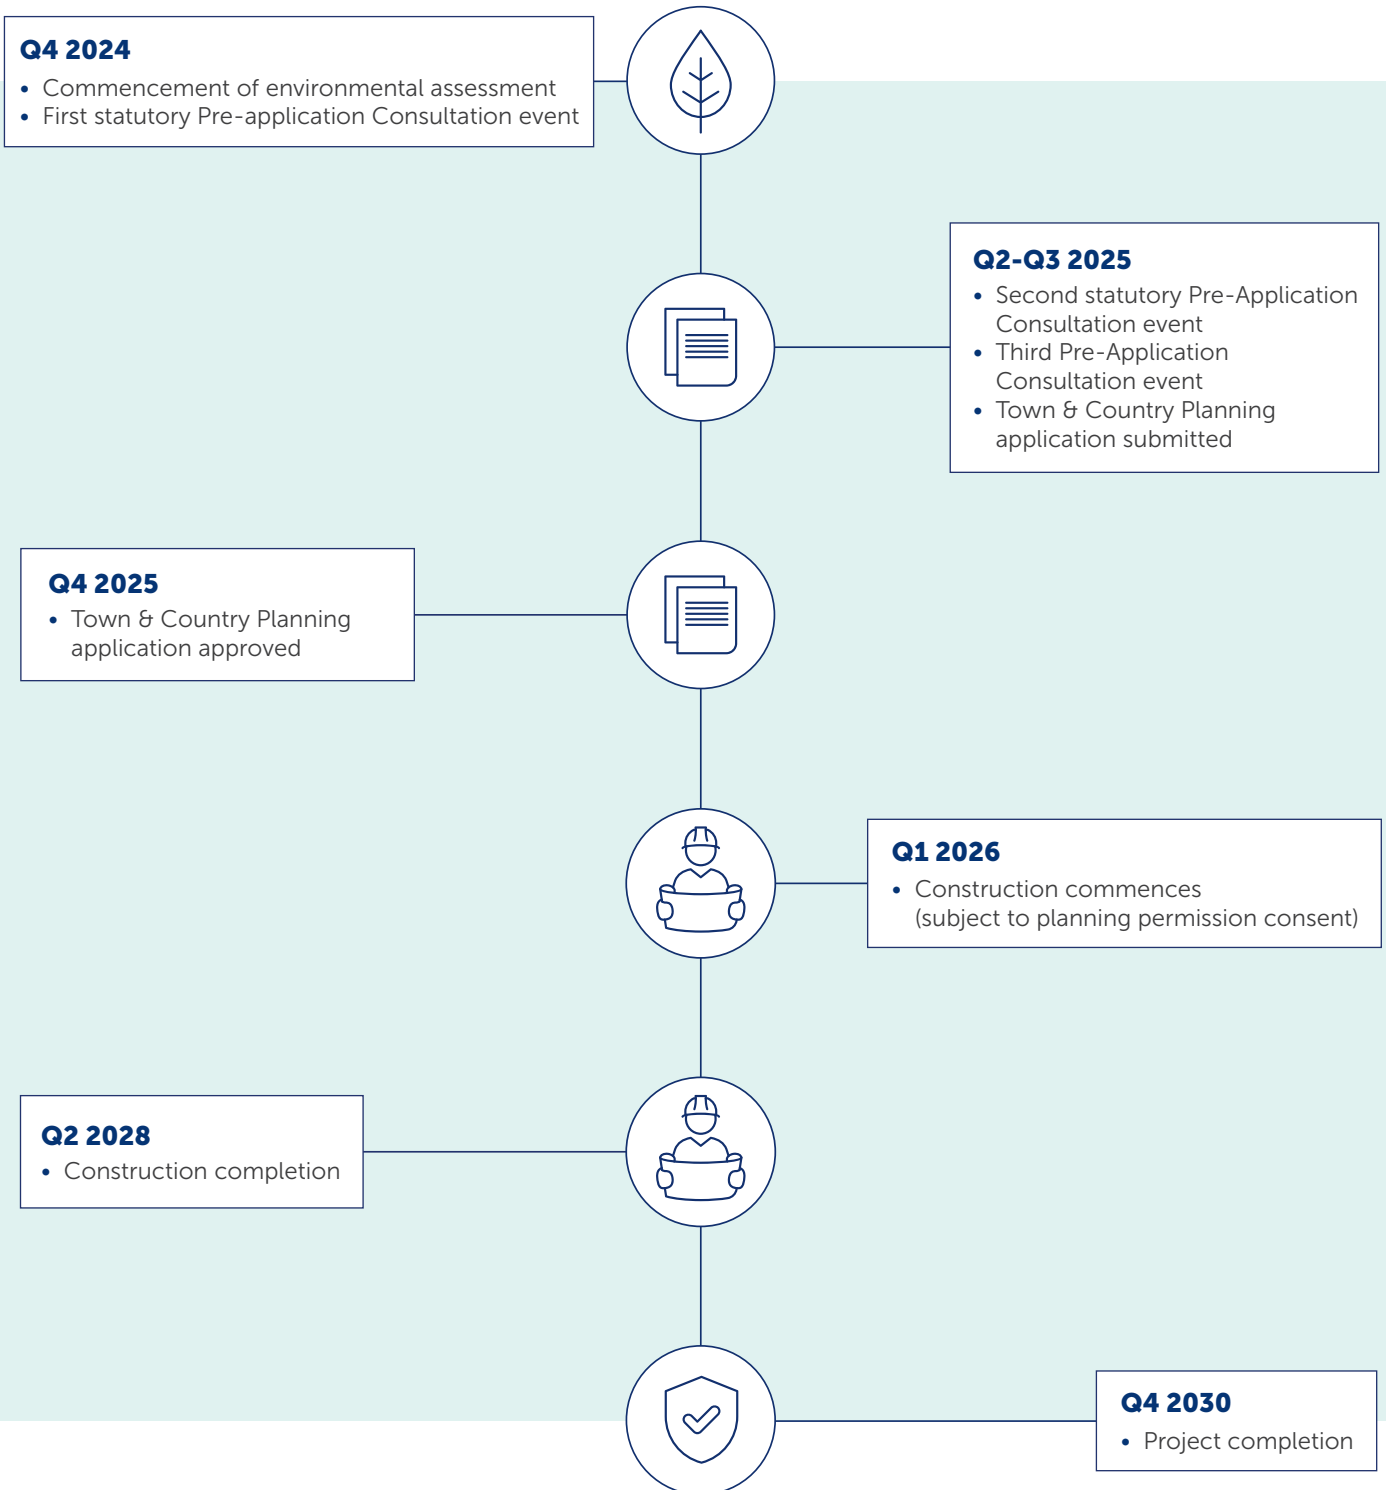 Q4 2024
• Commencement of environmental assessment
• First statutory Pre-application Consultation event
Q2-Q3 2025
• Second statutory Pre-Application
Consultation event
• Third Pre-Application
Consultation event
• Town & Country Planning
application submitted
Q4 2025
• Town & Country Planning
application approved
Q1 2026
• Construction commences
(subject to planning permission consent)
Q2 2028
• Construction completion
Q4 2030
• Project completion